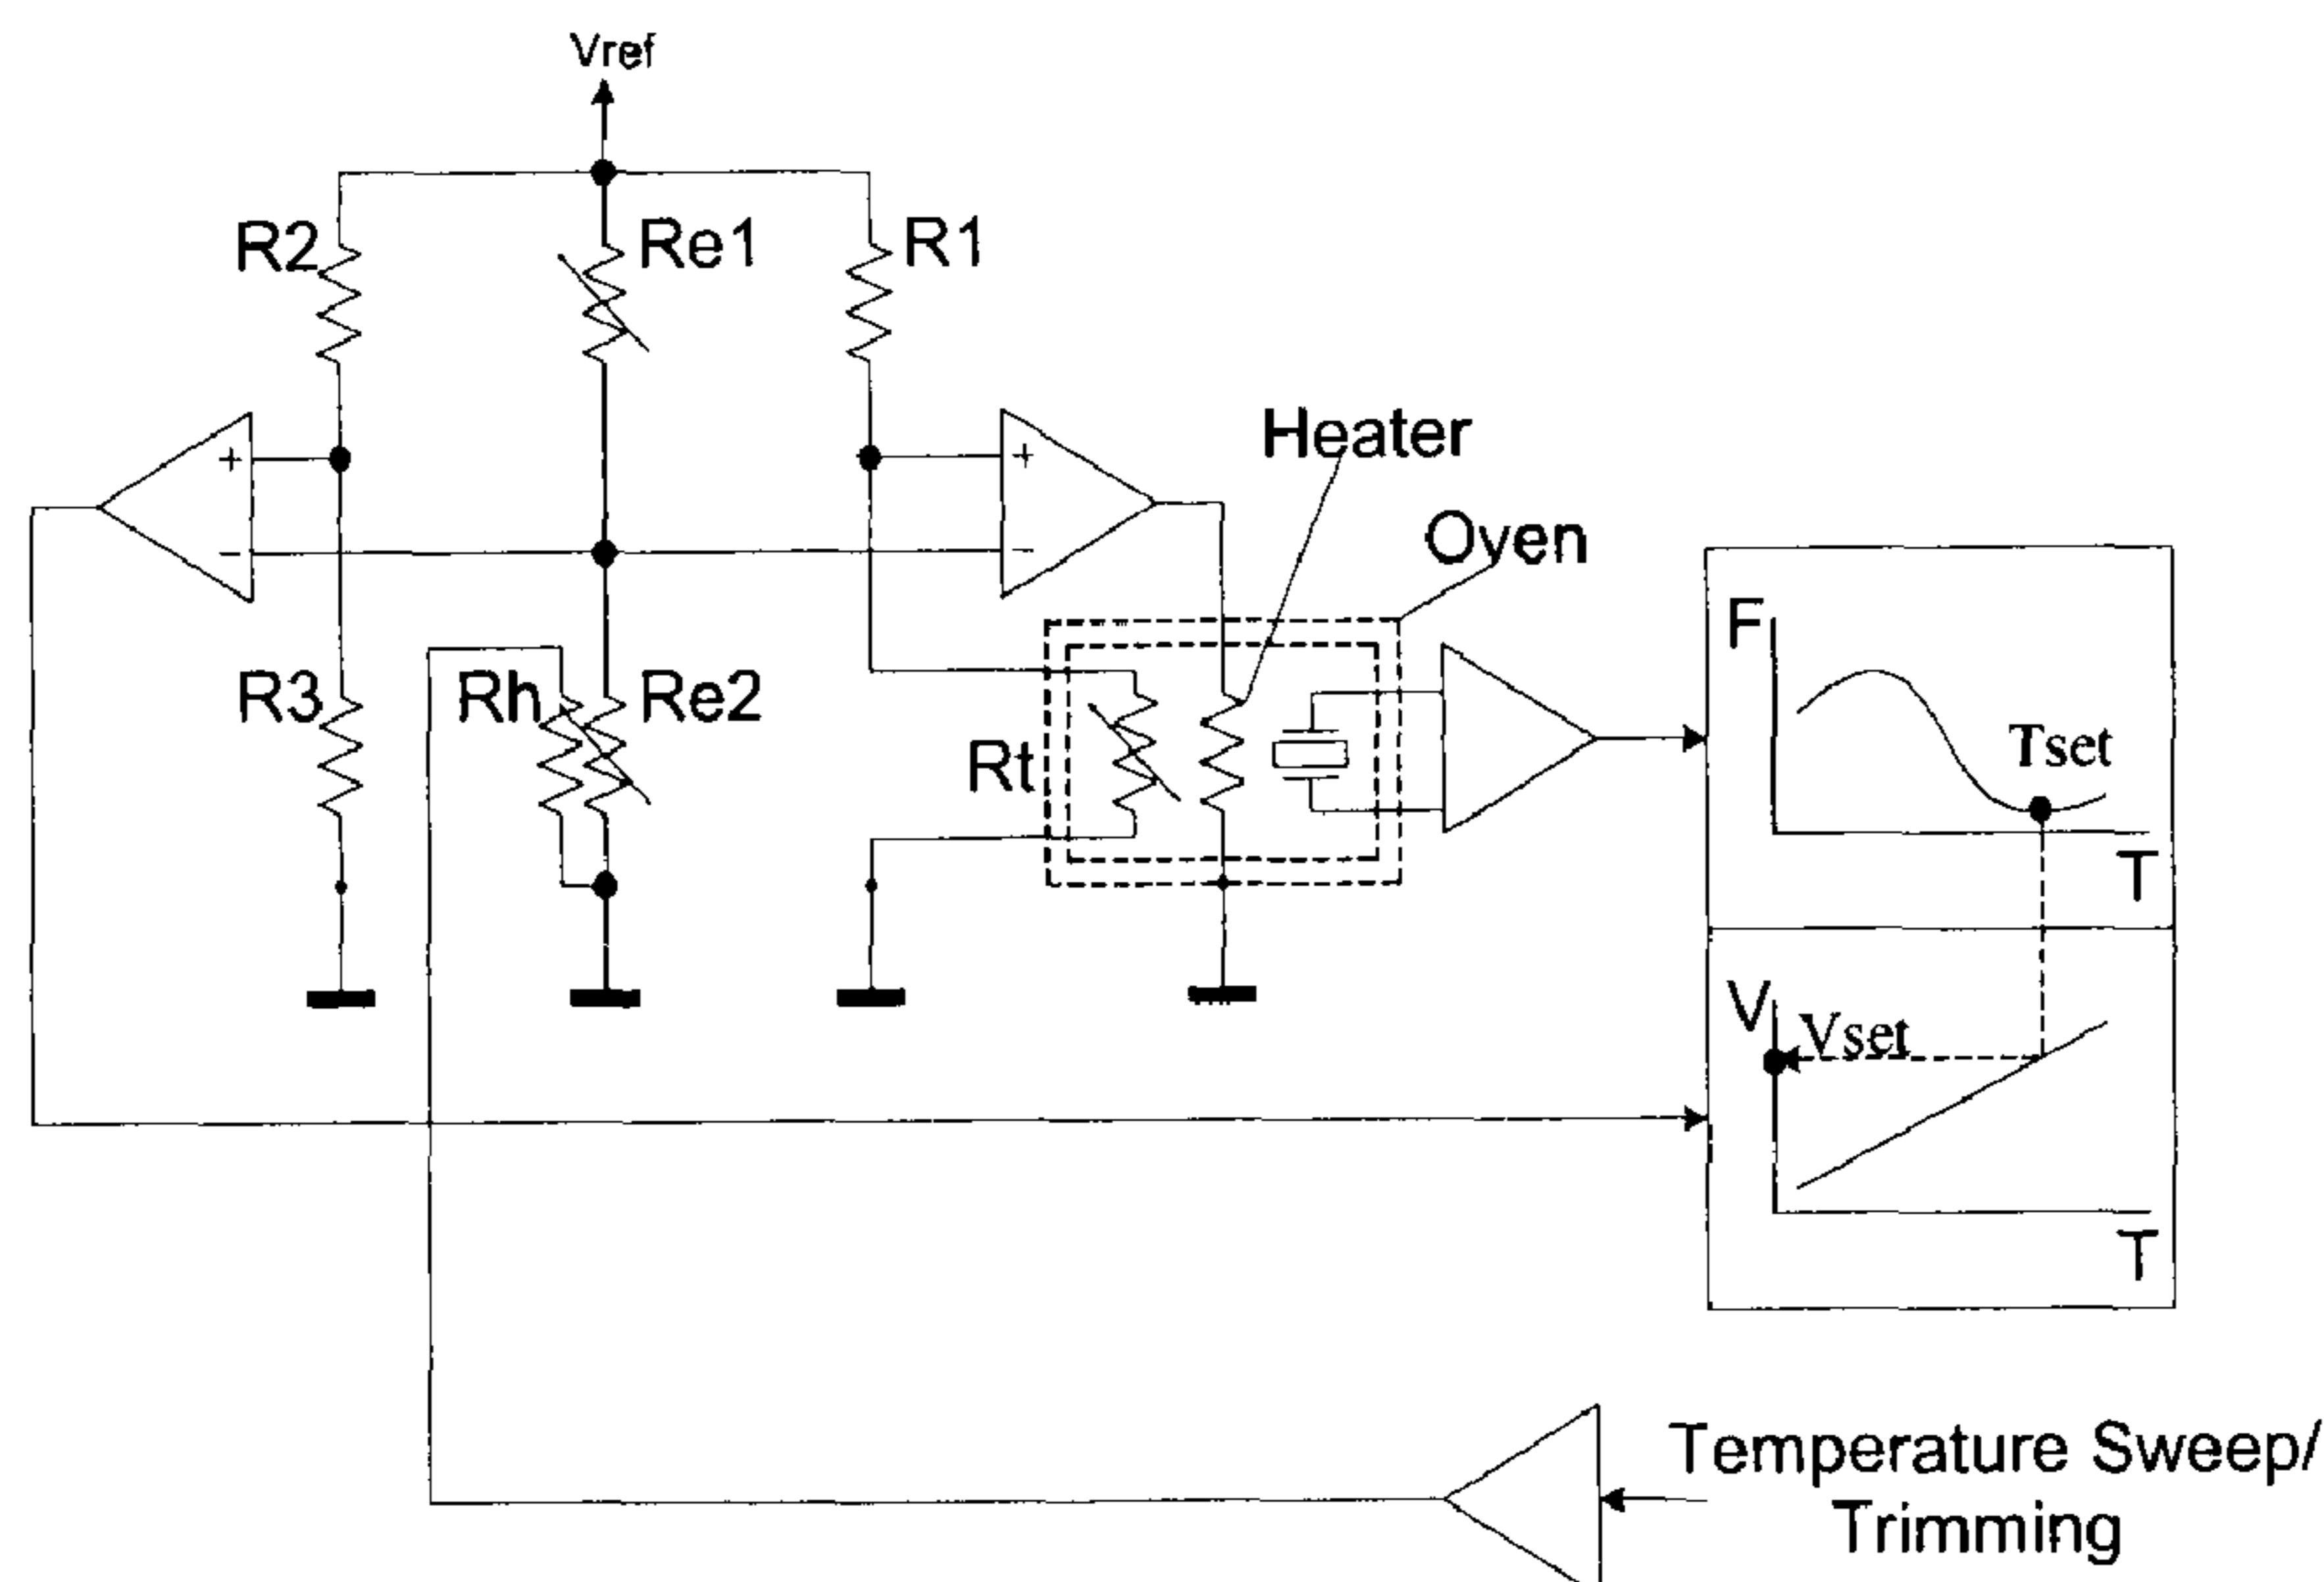 Vref
R2
Re1
R1
+
+
−
−
Heater
Oven
R3
Rh
Re2
Rt
F
Tset
T
V
Vset
T
Temperature Sweep/
Trimming